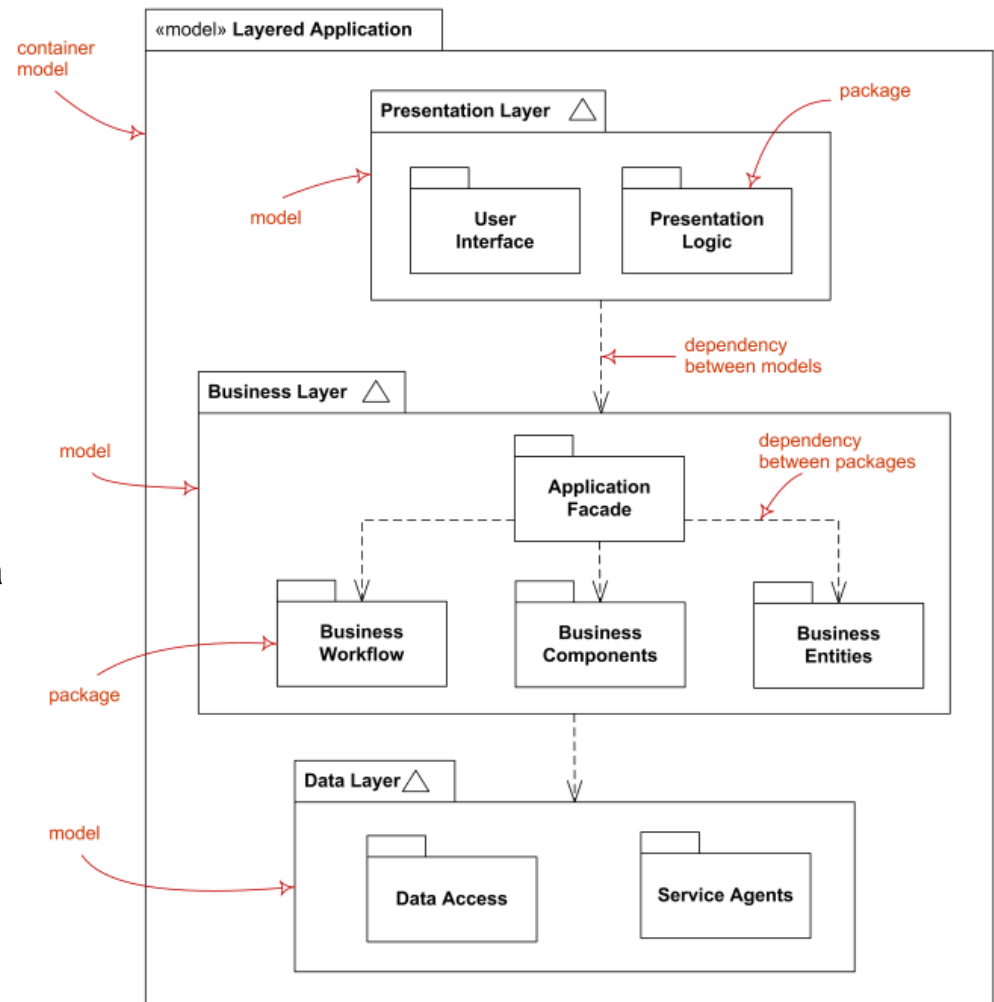 «model» Layered Application
container
model
Presentation Layer
package
model
User
Interface
Presentation
Logic
dependency
between models
Business Layer
model
dependency
between packages
Application
Facade
Business
Workflow
Business
Components
Business
Entities
package
Data Layer
model
Data Access
Service Agents